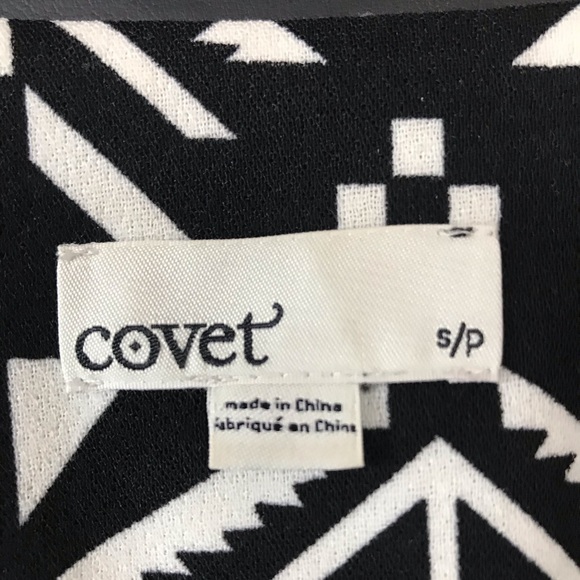 covet
s/p
made in China
fabriqué en Chine